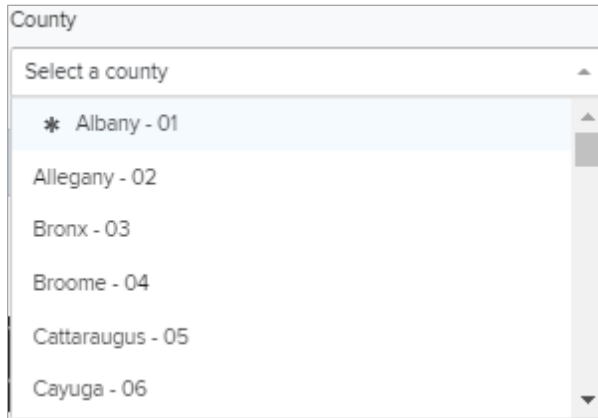 County
Select a county
✱ Albany - 01
Allegany - 02
Bronx - 03
Broome - 04
Cattaraugus - 05
Cayuga - 06